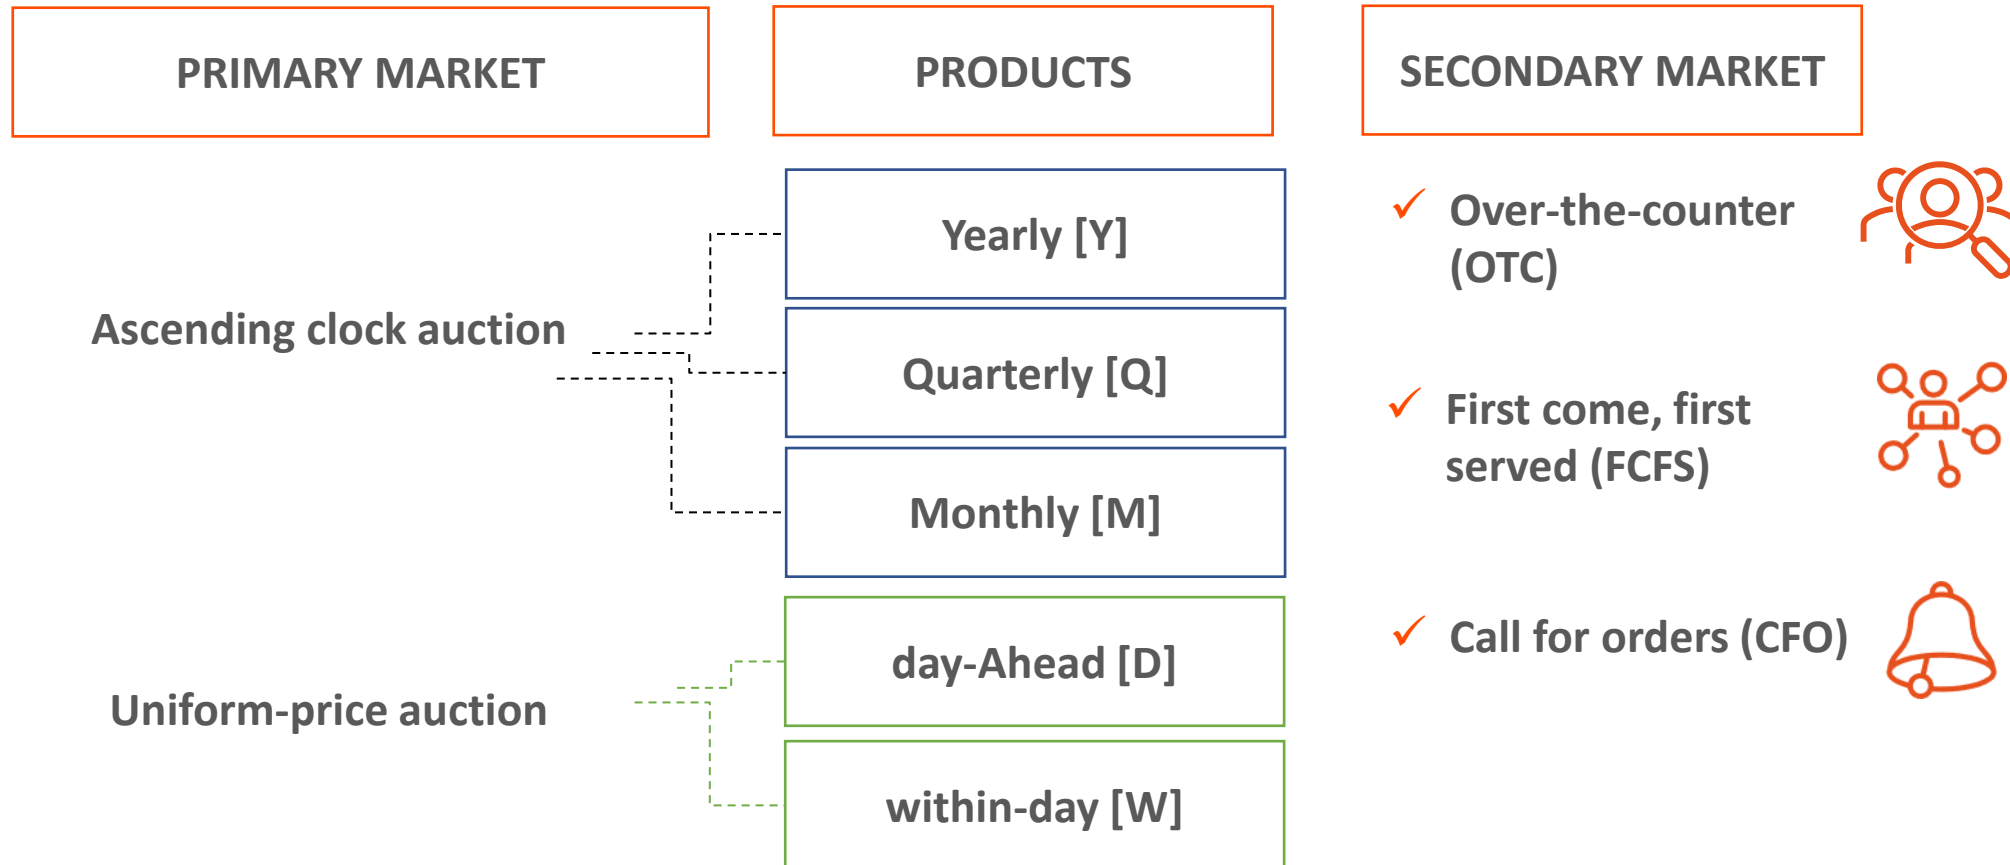 PRIMARY MARKET
PRODUCTS
SECONDARY MARKET
Ascending clock auction
Uniform-price auction
Yearly [Y]
Quarterly [Q]
Monthly [M]
day-Ahead [D]
within-day [W]
Over-the-counter
(OTC)
First come, first
served (FCFS)
Call for orders (CFO)